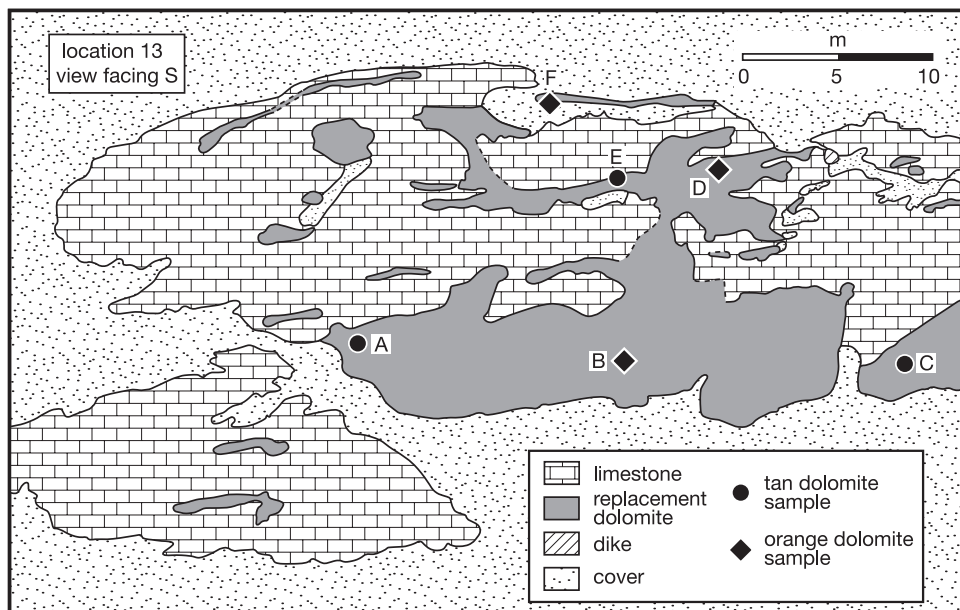 location 13
view facing S
m
0 5 10
F
E
D
A
B
C
limestone
replacement
dolomite
dike
cover
tan dolomite
sample
orange dolomite
sample